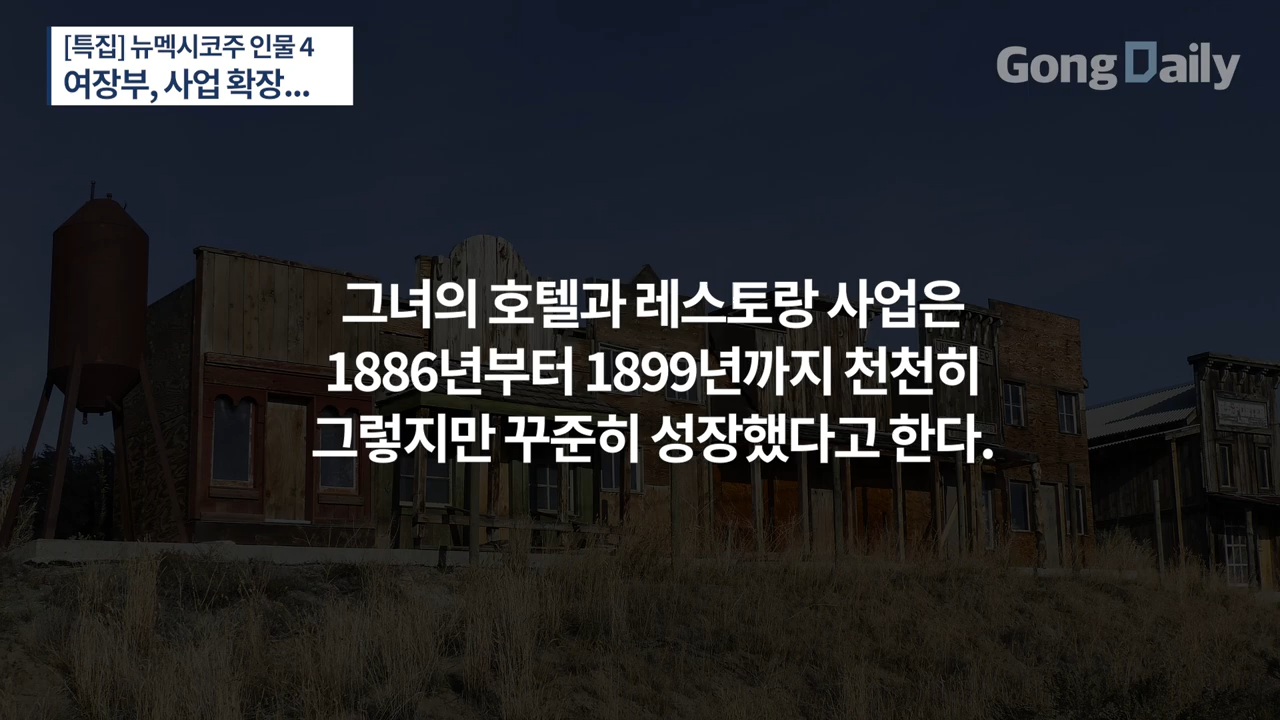 [특집] 뉴멕시코주 인물 4
여장부, 사업 확장...
Gong Daily
그녀의 호텔과 레스토랑 사업은
1886년부터 1899년까지 천천히
그렇지만 꾸준히 성장했다고 한다.